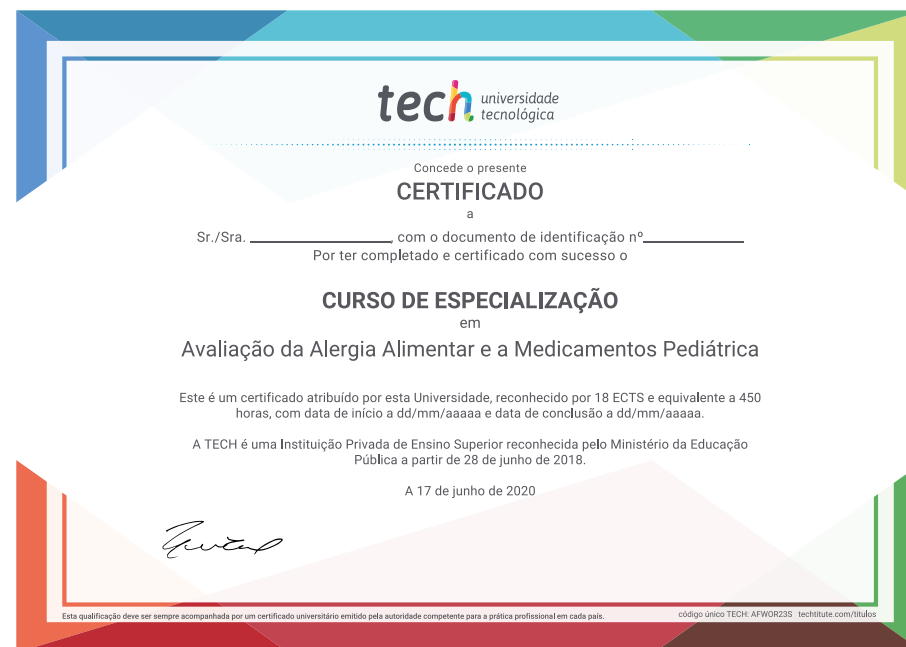 tech universidade
tecnológica
Concede o presente
CERTIFICADO
a
Sr./Sra. ________________, com o documento de identificação nº____________
Por ter completado e certificado com sucesso o
CURSO DE ESPECIALIZAÇÃO
em
Avaliação da Alergia Alimentar e a Medicamentos Pediátrica
Este é um certificado atribuído por esta Universidade, reconhecido por 18 ECTS e equivalente a 450
horas, com data de início a dd/mm/aaaaa e data de conclusão a dd/mm/aaaaa.
A TECH é uma Instituição Privada de Ensino Superior reconhecida pelo Ministério da Educação
Pública a partir de 28 de junho de 2018.
A 17 de junho de 2020
Esta qualificação deve ser sempre acompanhada por um certificado universitário emitido pela autoridade competente para a prática profissional em cada país.
código único TECH: AFWOR23S techtitute.com/titulos